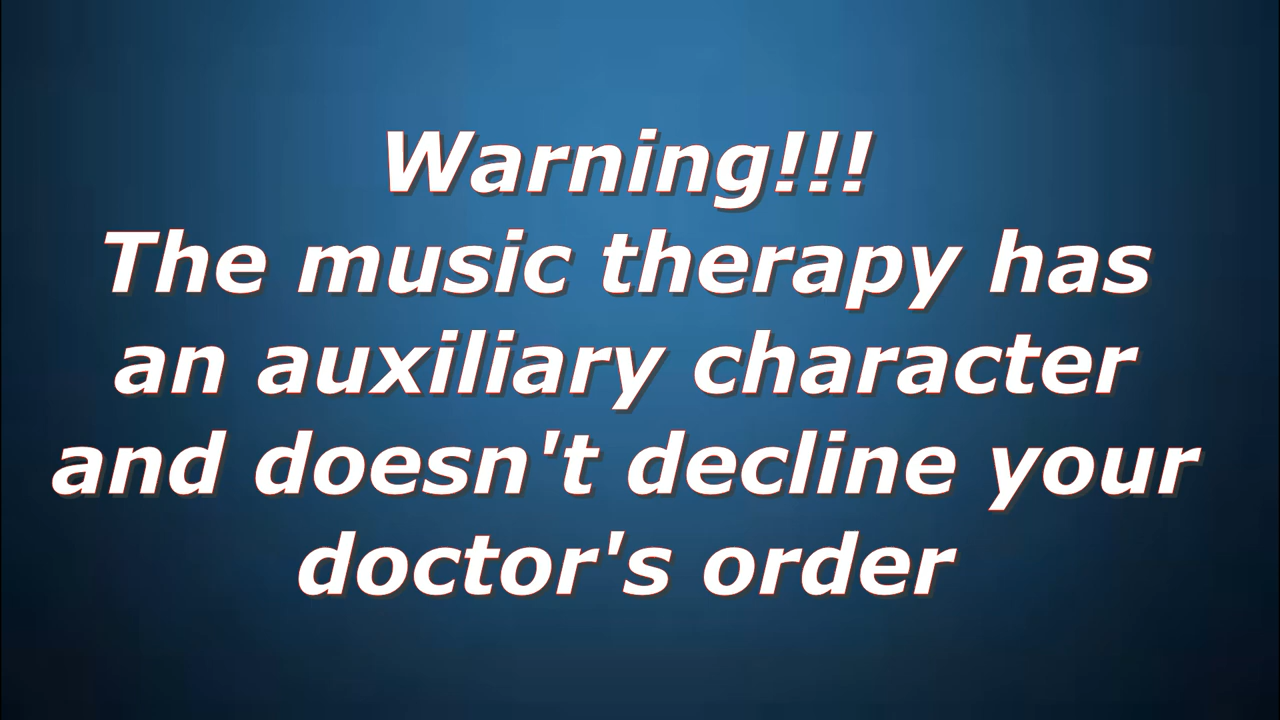 Warning!!!
The music therapy has
an auxiliary character
and doesn't decline your
doctor's order